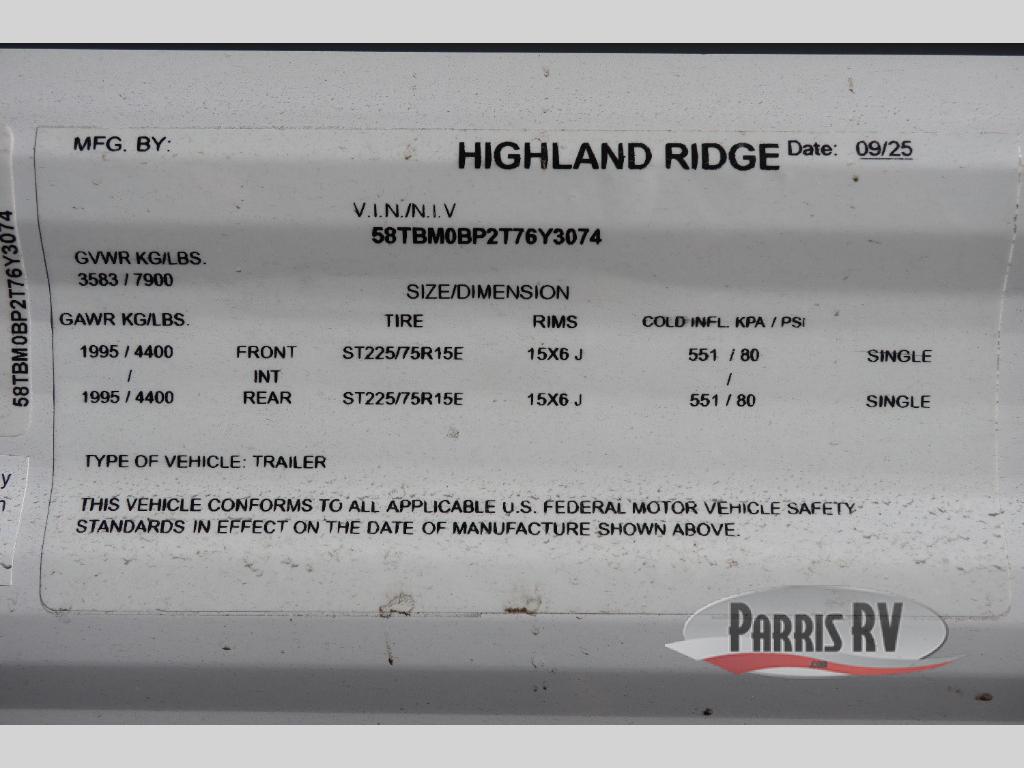 MFG. BY:
HIGHLAND RIDGE Date: 09/25
V.I.N./N.I.V
58TBM0BP2T76Y3074
GVWR KG/LBS.
3583 / 7900
SIZE/DIMENSION
GAWR KG/LBS. TIRE RIMS COLD INFL. KPA / PSI
1995 / 4400 FRONT ST225/75R15E 15X6 J 551 / 80 SINGLE
/ INT /
1995 / 4400 REAR ST225/75R15E 15X6 J 551 / 80 SINGLE
TYPE OF VEHICLE: TRAILER
THIS VEHICLE CONFORMS TO ALL APPLICABLE U.S. FEDERAL MOTOR VEHICLE SAFETY
STANDARDS IN EFFECT ON THE DATE OF MANUFACTURE SHOWN ABOVE.
58TBM0BP2T76Y3074
y
PARRIS RV
.com